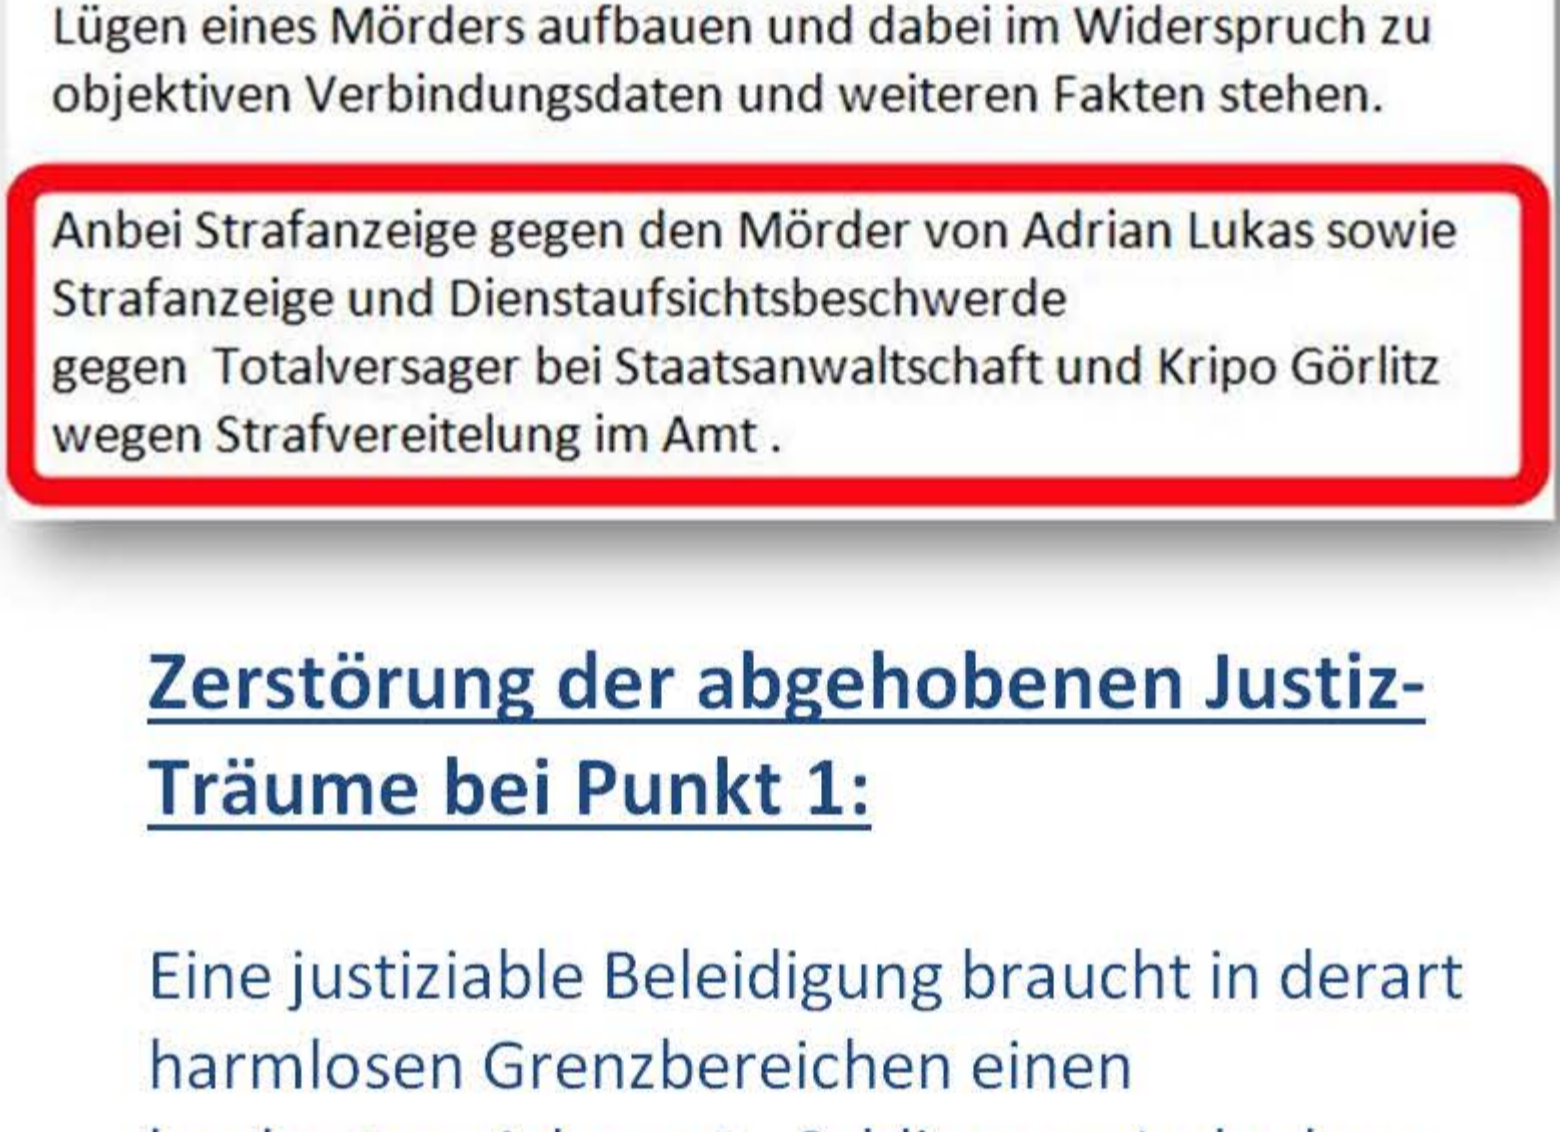 Lügen eines Mörders aufbauen und dabei im Widerspruch zu
objektiven Verbindungsdaten und weiteren Fakten stehen.
Anbei Strafanzeige gegen den Mörder von Adrian Lukas sowie
Strafanzeige und Dienstaufsichtsbeschwerde
gegen  Totalversager bei Staatsanwaltschaft und Kripo Görlitz
wegen Strafvereitelung im Amt .
Zerstörung der abgehobenen Justiz-
Träume bei Punkt 1:
Eine justiziable Beleidigung braucht in derart
harmlosen Grenzbereichen einen